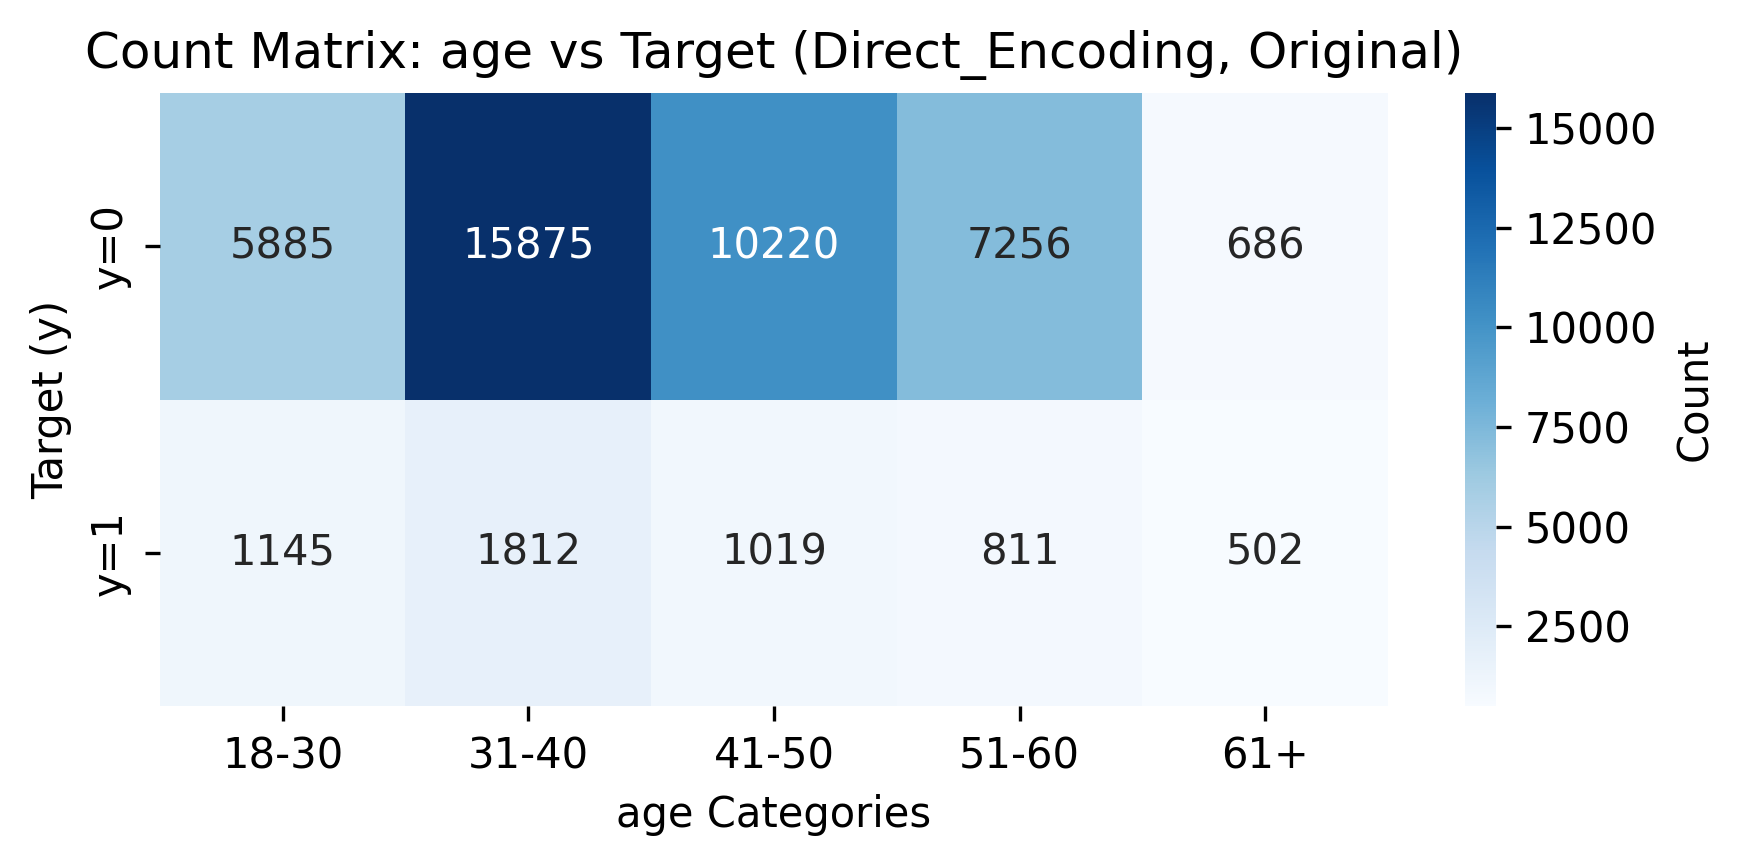 Count Matrix: age vs Target (Direct_Encoding, Original)
Target (y)
y=0
5885 15875 10220 7256 686
y=1
1145 1812 1019 811 502
18-30 31-40 41-50 51-60 61+
age Categories
15000
12500
10000
7500
5000
2500
Count